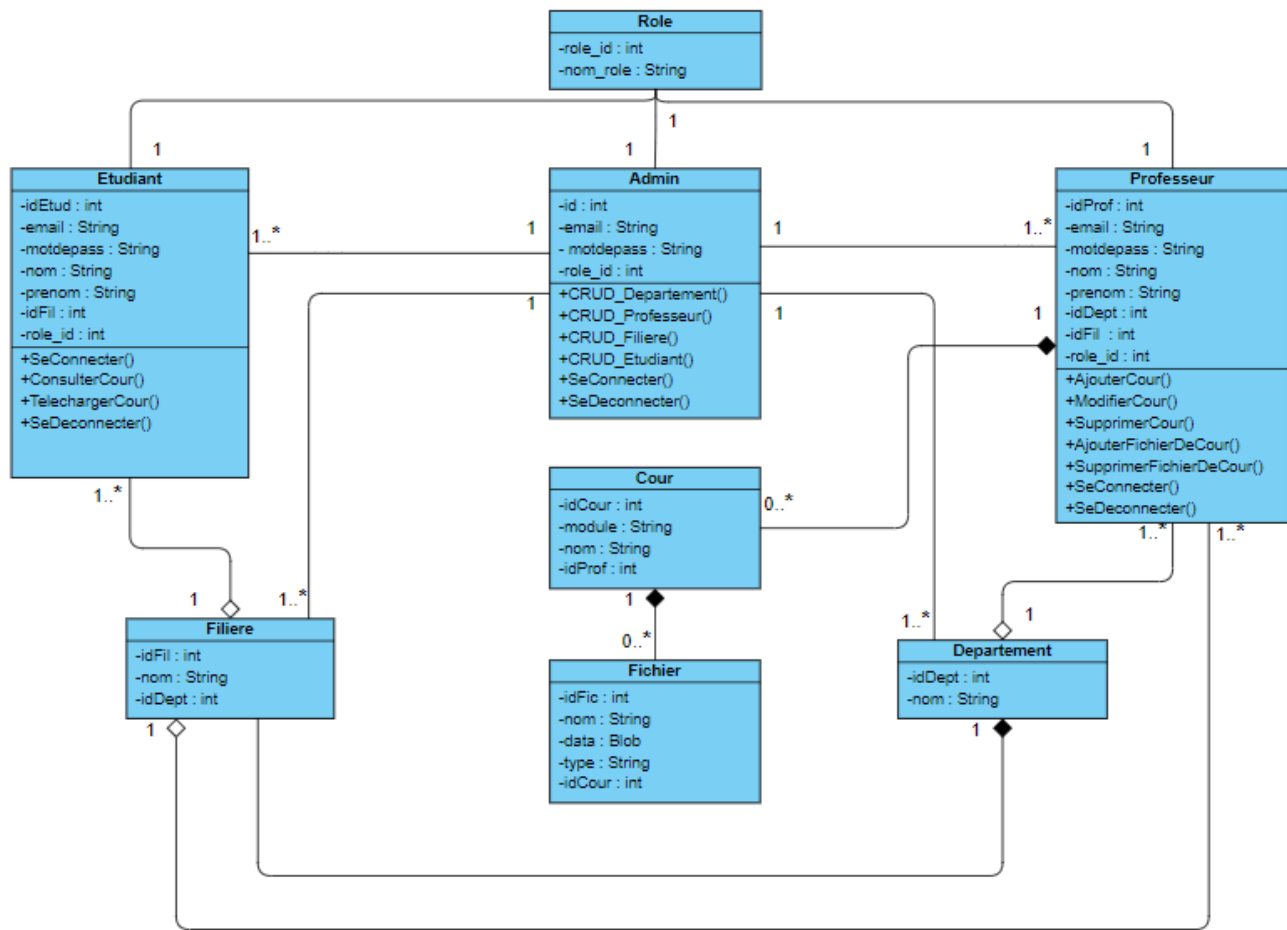 Role
-role_id : int
-nom_role : String
1
1
1
1
Etudiant
-idEtud : int
-email : String
-motdepass : String
-nom : String
-prenom : String
-idFil : int
-role_id : int
+SeConnecter()
+ConsulterCour()
+TelechargerCour()
+SeDeconnecter()
1..*
1
Admin
-id : int
-email : String
- motdepass : String
-role_id : int
+CRUD_Departement()
+CRUD_Professeur()
+CRUD_Filiere()
+CRUD_Etudiant()
+SeConnecter()
+SeDeconnecter()
1
1..*
1
1
1
Professeur
-idProf : int
-email : String
-motdepass : String
-nom : String
-prenom : String
-idDept : int
-idFil : int
-role_id : int
+AjouterCour()
+ModifierCour()
+SupprimerCour()
+AjouterFichierDeCour()
+SupprimerFichierDeCour()
+SeConnecter()
+SeDeconnecter()
1..*
Cour
-idCour : int
-module : String
-nom : String
-idProf : int
0..*
1..*
1..*
1
1..*
Filiere
-idFil : int
-nom : String
-idDept : int
1
1
0..*
Fichier
-idFic : int
-nom : String
-data : Blob
-type : String
-idCour : int
1..*
1
Departement
-idDept : int
-nom : String
1